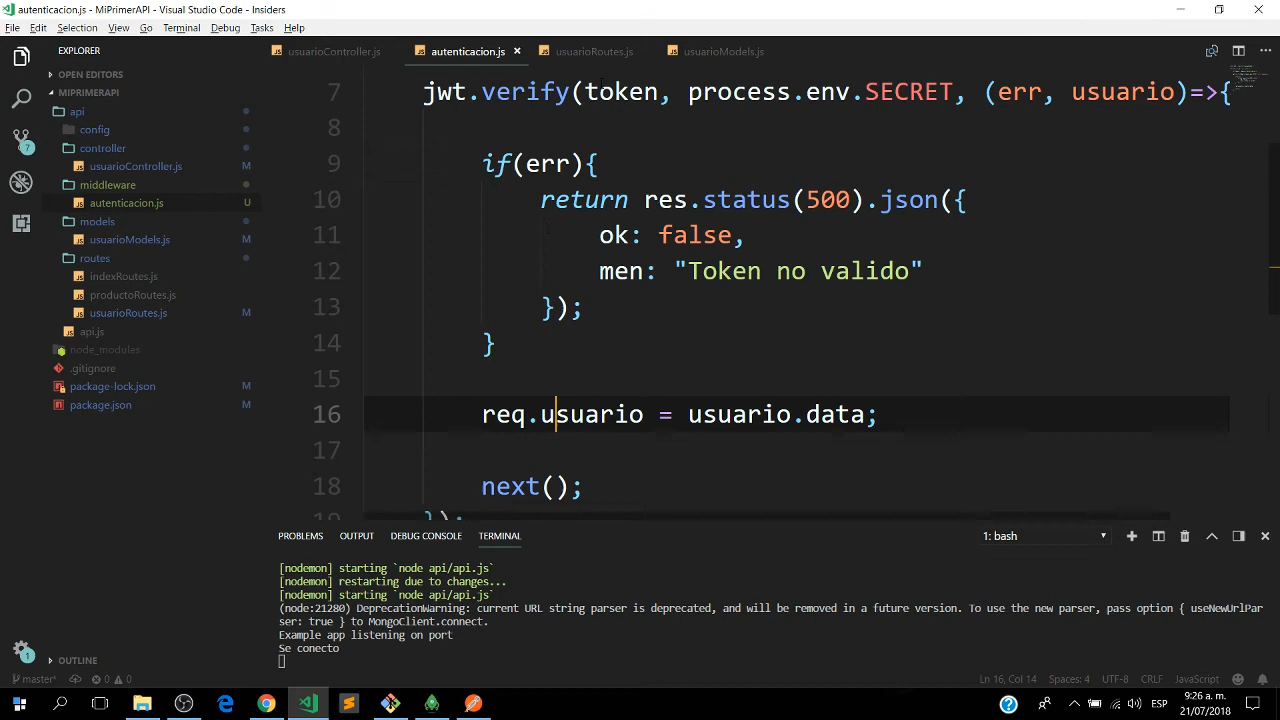 autenticacion.js - MiPrimerAPI - Visual Studio Code - Insiders
File Edit Selection View Go Terminal Debug Tasks Help
EXPLORER
usuarioController.js autenticacion.js usuarioRoutes.js usuarioModels.js
OPEN EDITORS
MIPRIMERAPI
api
config
controller
usuarioController.js M
middleware
autenticacion.js U
models
usuarioModels.js M
routes
indexRoutes.js
productoRoutes.js
usuarioRoutes.js M
api.js
node_modules
.gitignore
package-lock.json M
package.json M
OUTLINE
7
1
7 jwt.verify(token, process.env.SECRET, (err, usuario)=>{
8
9 if(err){
10 return res.status(500).json({
11 ok: false,
12 men: "Token no valido"
13 });
14 }
15
16 req.usuario = usuario.data;
17
18 next();
19 });
PROBLEMS OUTPUT DEBUG CONSOLE TERMINAL 1: bash
[nodemon] starting `node api/api.js`
[nodemon] restarting due to changes...
[nodemon] starting `node api/api.js`
(node:21280) DeprecationWarning: current URL string parser is deprecated, and will be removed in a future version. To use the new parser, pass option { useNewUrlPar
ser: true } to MongoClient.connect.
Example app listening on port
Se conecto
master* 0 0 Ln 16, Col 14 Spaces: 4 UTF-8 CRLF JavaScript
ESP
9:26 a. m.
21/07/2018